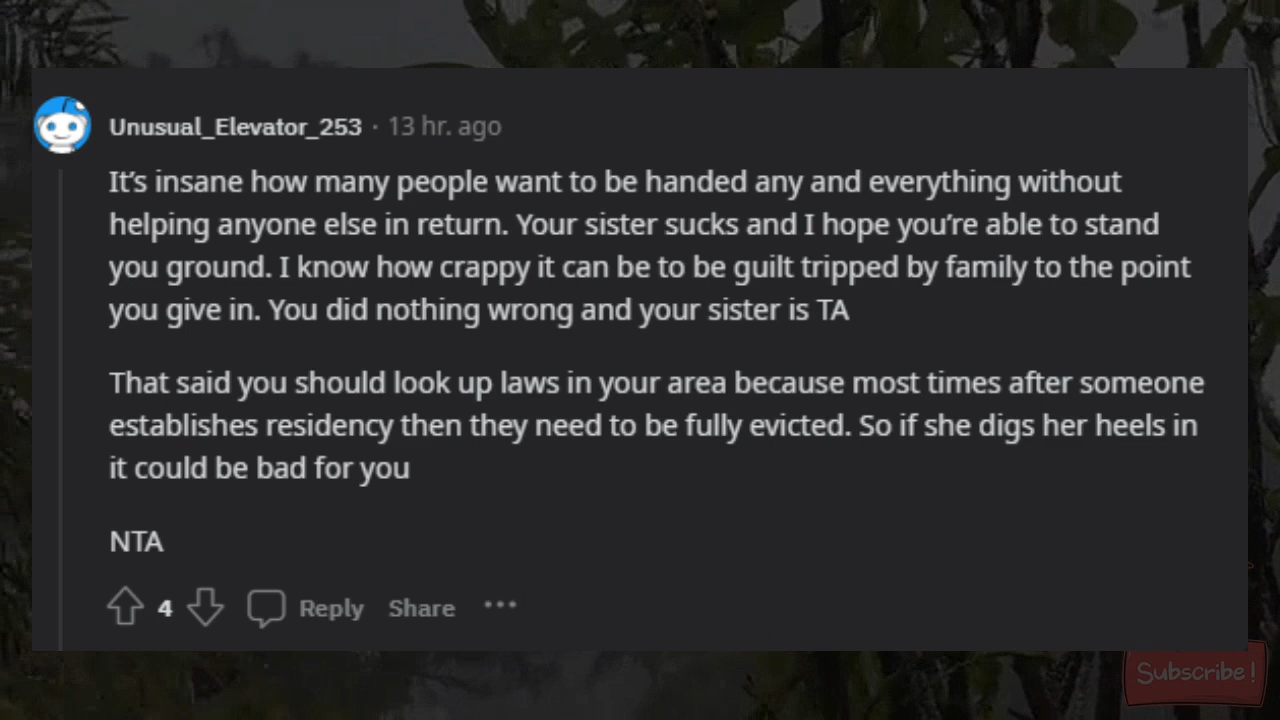 Unusual_Elevator_253 · 13 hr. ago
It’s insane how many people want to be handed any and everything without
helping anyone else in return. Your sister sucks and I hope you’re able to stand
you ground. I know how crappy it can be to be guilt tripped by family to the point
you give in. You did nothing wrong and your sister is TA
That said you should look up laws in your area because most times after someone
establishes residency then they need to be fully evicted. So if she digs her heels in
it could be bad for you
NTA
4 Reply Share ···
Subscribe!